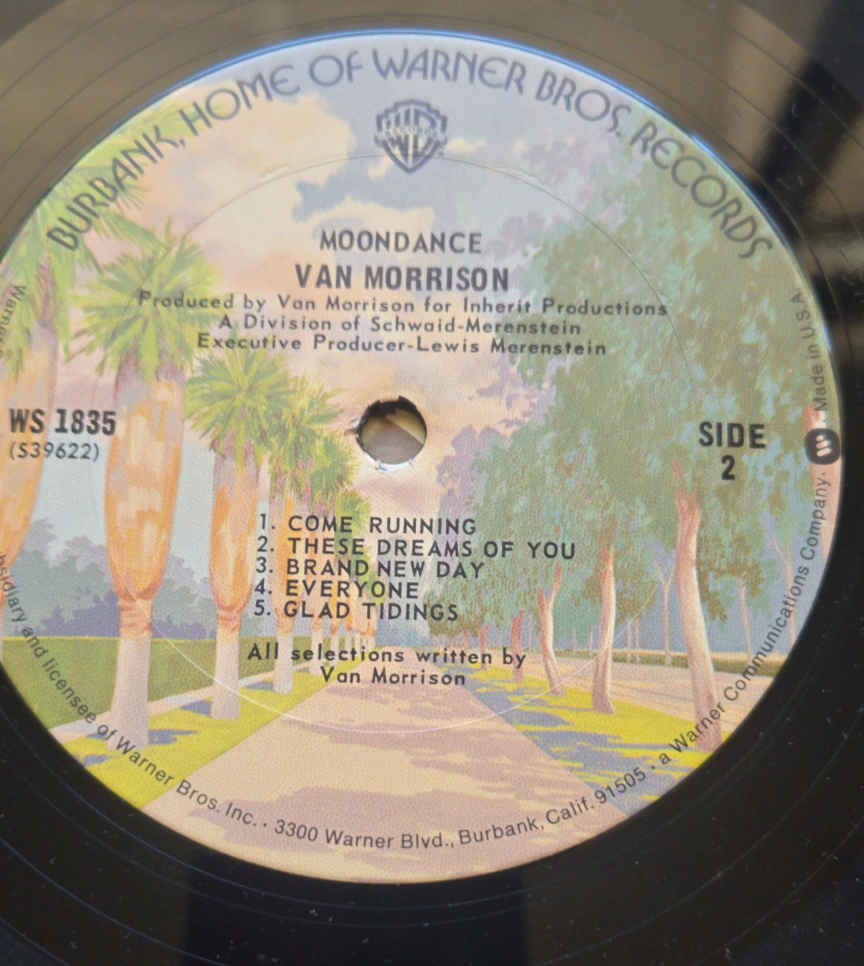 BURBANK, HOME OF WARNER BROS. RECORDS
WB
RECORDS
MOONDANCE
VAN MORRISON
Produced by Van Morrison for Inherit Productions
A Division of Schwaid-Merenstein
Executive Producer-Lewis Merenstein
WS 1835
(S39622)
SIDE
2
1. COME RUNNING
2. THESE DREAMS OF YOU
3. BRAND NEW DAY
4. EVERYONE
5. GLAD TIDINGS
All selections written by
Van Morrison
and licensee of Warner Bros. Inc. · 3300 Warner Blvd., Burbank, Calif. 91505 · a Warner Communications Company. Made in U.S.A.